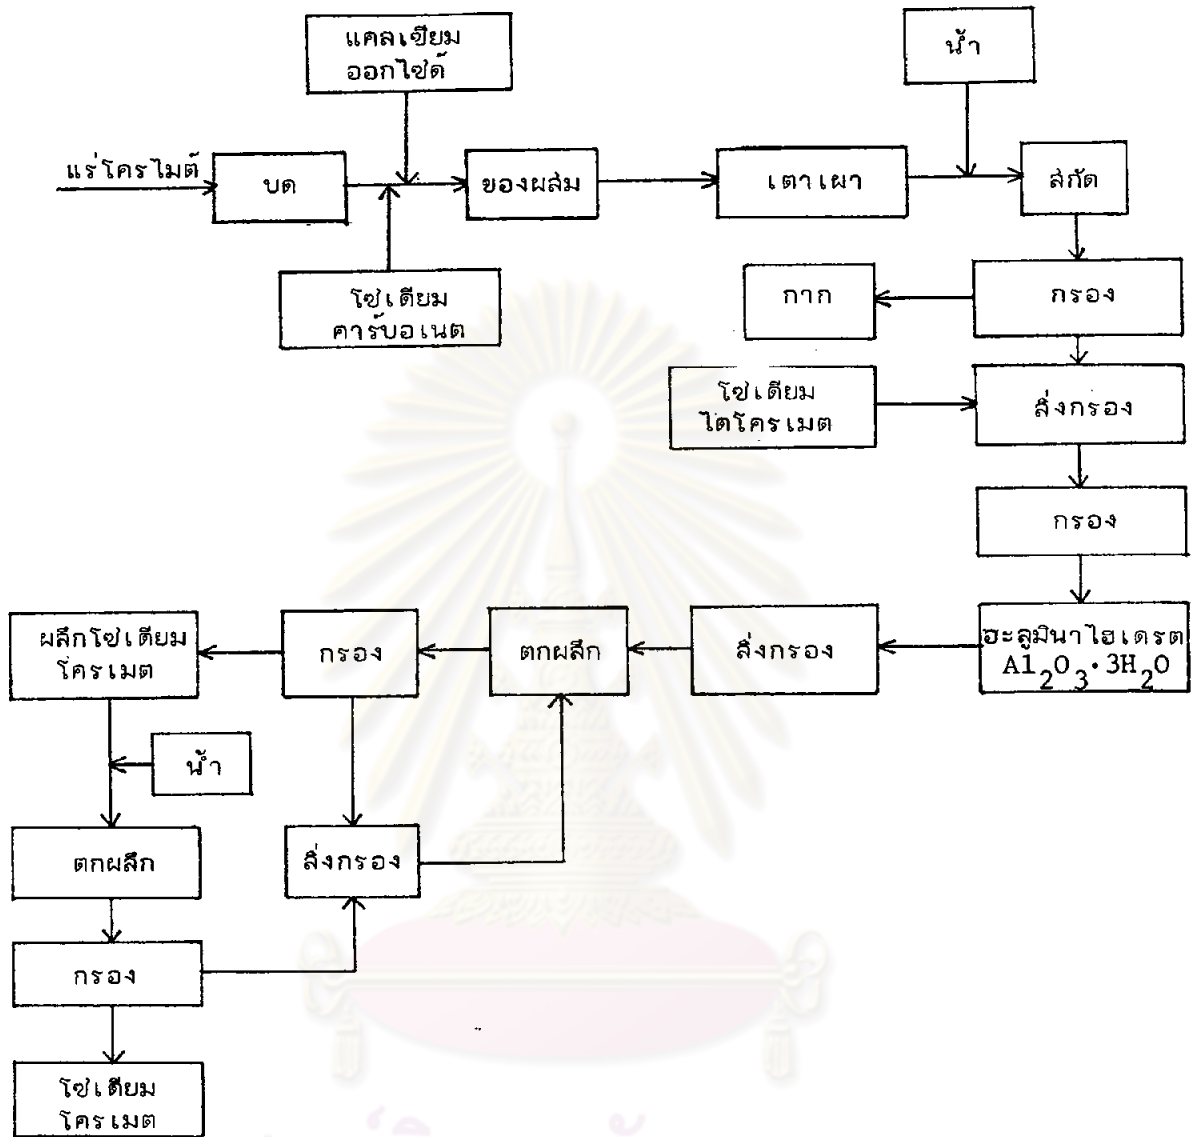 แคลเซียม
ออกไซด์
น้ำ
แร่โครไมต์
บด
ของผสม
เตาเผา
สกัด
โซเดียม
คาร์บอเนต
กาก
กรอง
โซเดียม
ไดโครเมต
สิ่งกรอง
กรอง
ผลึกโซเดียม
โครเมต
กรอง
ตกผลึก
สิ่งกรอง
อะลูมินาไฮเดรต
Al₂O₃·3H₂O
น้ำ
ตกผลึก
สิ่งกรอง
กรอง
โซเดียม
โครเมต